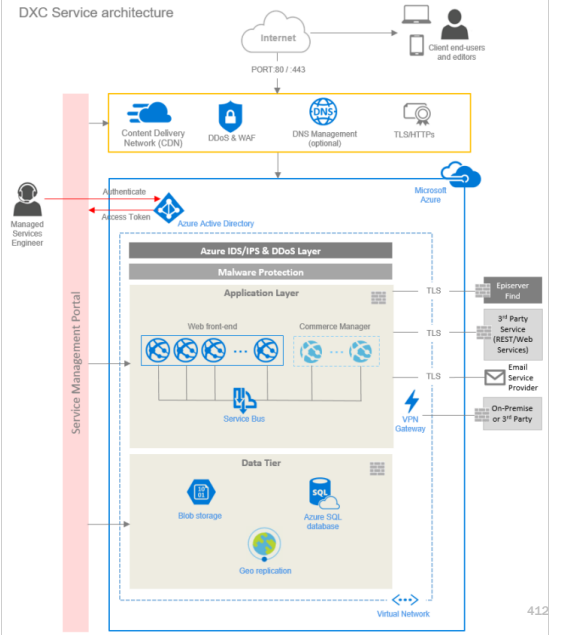 DXC Service architecture
Internet
Client end-users
and editors
PORT:80 / :443
Content Delivery
Network (CDN)
DDoS & WAF
DNS
DNS Management
(optional)
TLS/HTTPs
Microsoft
Azure
Authenticate
Access Token
Azure Active Directory
Managed
Services
Engineer
Service Management Portal
Azure IDS/IPS & DDoS Layer
Malware Protection
Application Layer
Web front-end
Commerce Manager
Service Bus
TLS
TLS
TLS
VPN
Gateway
Episerver
Find
3rd Party
Service
(REST/Web
Services)
Email
Service
Provider
On-Premise
or 3rd Party
Data Tier
10
01
Blob storage
SQL
Azure SQL
database
Geo replication
Virtual Network
412